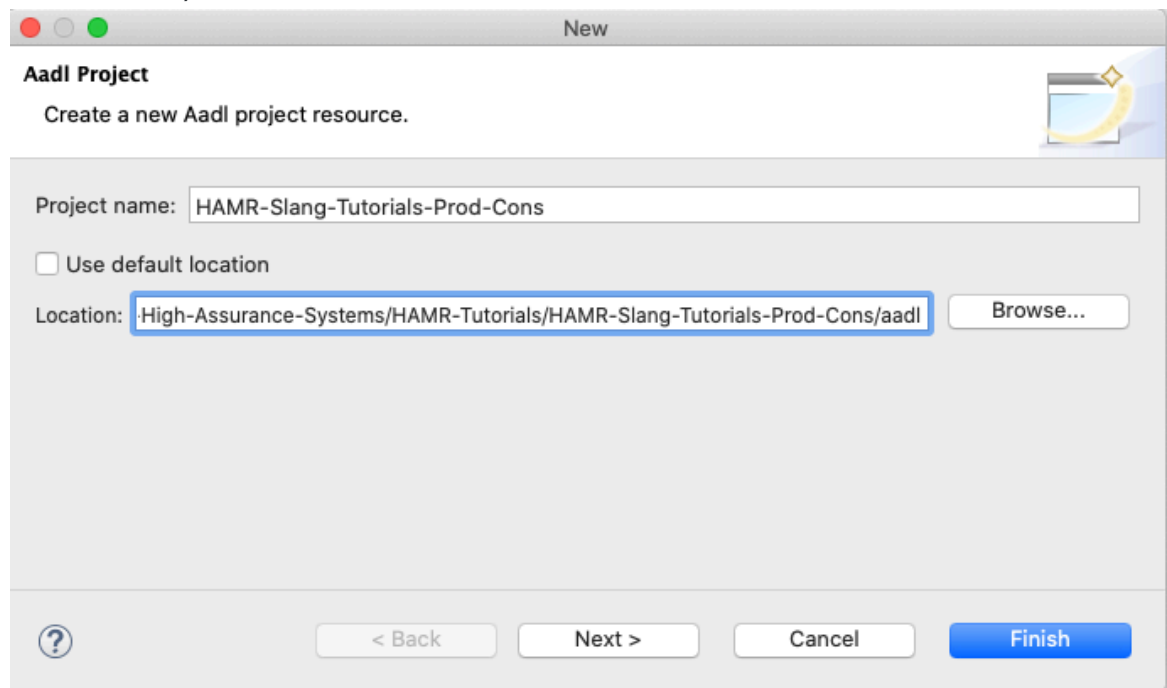 New
Aadl Project
Create a new Aadl project resource.
Project name: HAMR-Slang-Tutorials-Prod-Cons
Use default location
Location: -High-Assurance-Systems/HAMR-Tutorials/HAMR-Slang-Tutorials-Prod-Cons/aadl Browse...
? < Back Next > Cancel Finish